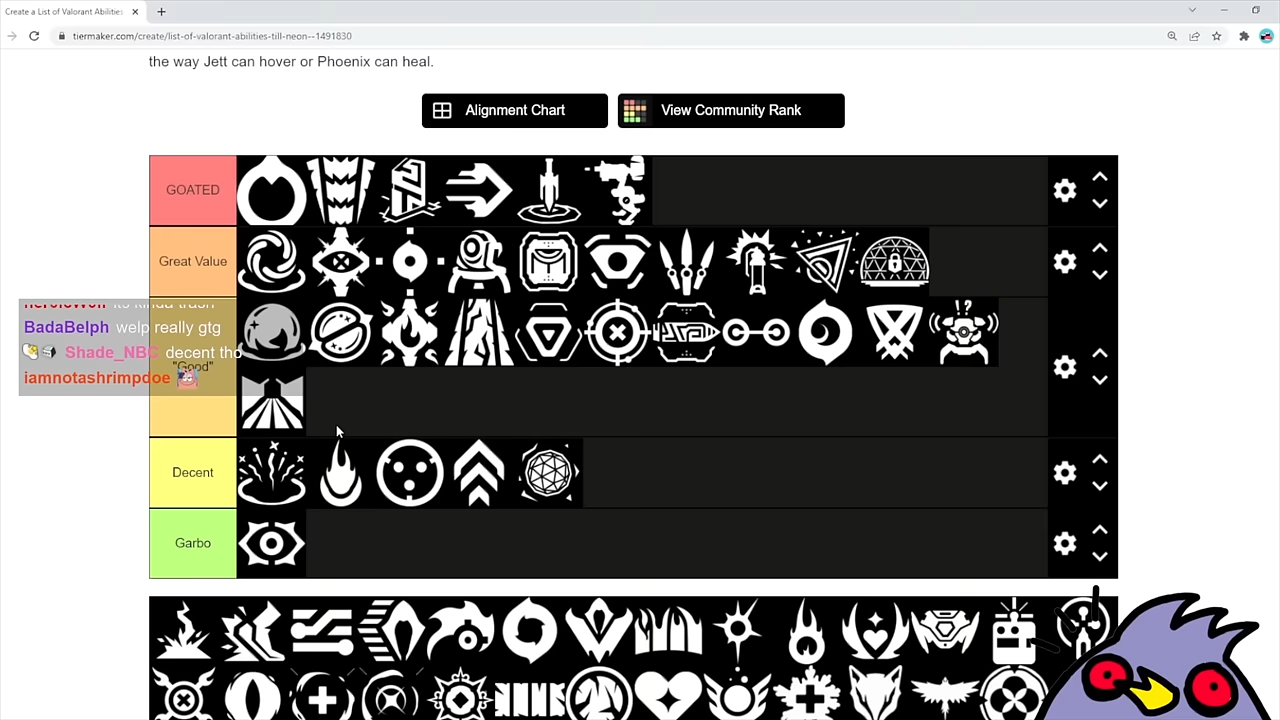 Create a List of Valorant Abilities
tiermaker.com/create/list-of-valorant-abilities-till-neon--1491830
the way Jett can hover or Phoenix can heal.
Alignment Chart
View Community Rank
GOATED
Great Value
BadaBelph welp really gtg
Shade_NBC decent tho
"Good"
iamnotashrimpdoe
Decent
Garbo